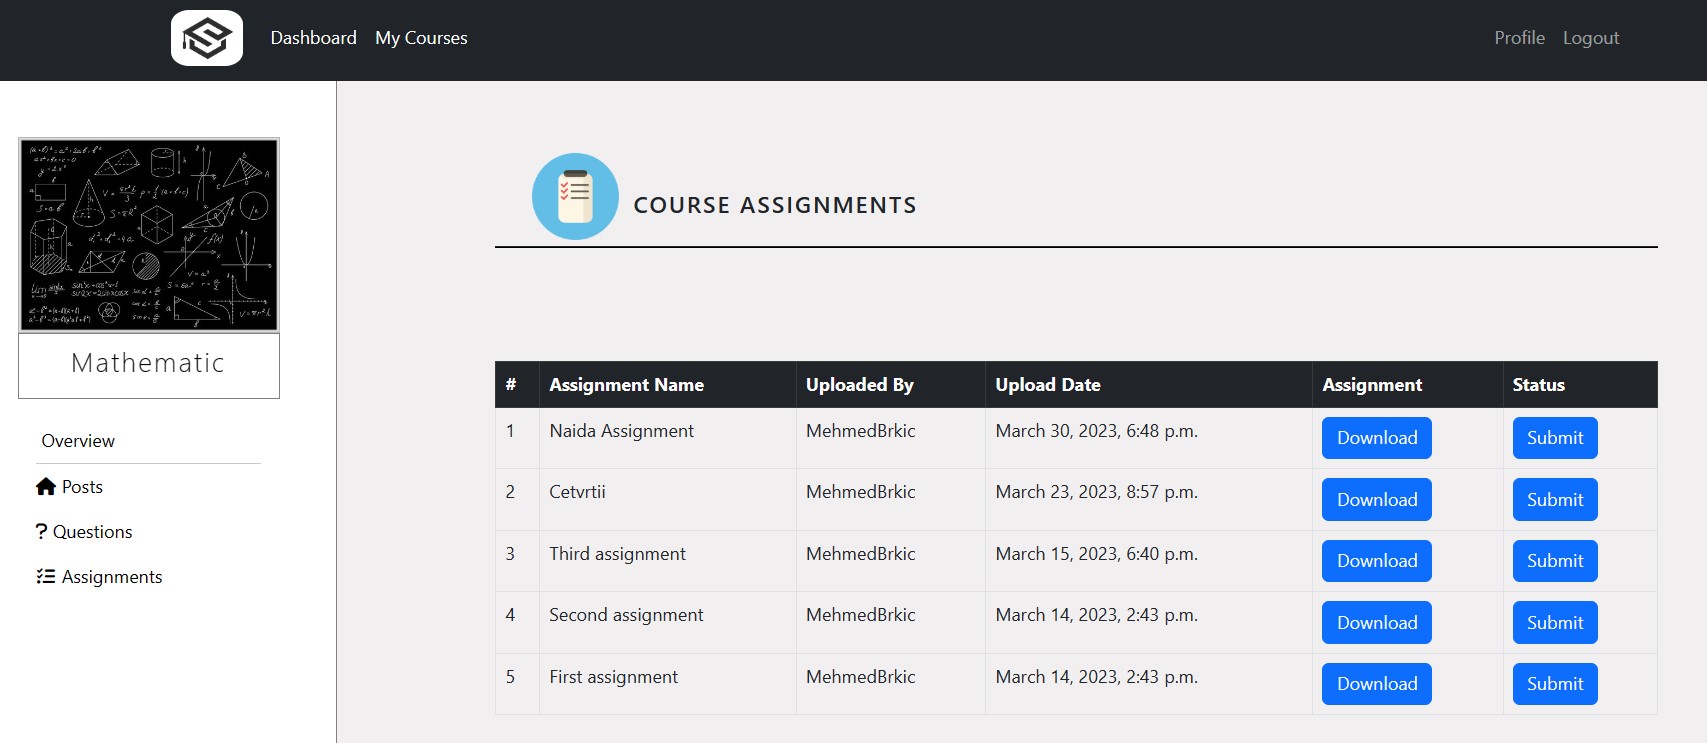 Dashboard My Courses Profile Logout
Mathematic
Overview
Posts
? Questions
Assignments
COURSE ASSIGNMENTS
# Assignment Name Uploaded By Upload Date Assignment Status
1 Naida Assignment MehmedBrkic March 30, 2023, 6:48 p.m. Download Submit
2 Cetvrtii MehmedBrkic March 23, 2023, 8:57 p.m. Download Submit
3 Third assignment MehmedBrkic March 15, 2023, 6:40 p.m. Download Submit
4 Second assignment MehmedBrkic March 14, 2023, 2:43 p.m. Download Submit
5 First assignment MehmedBrkic March 14, 2023, 2:43 p.m. Download Submit